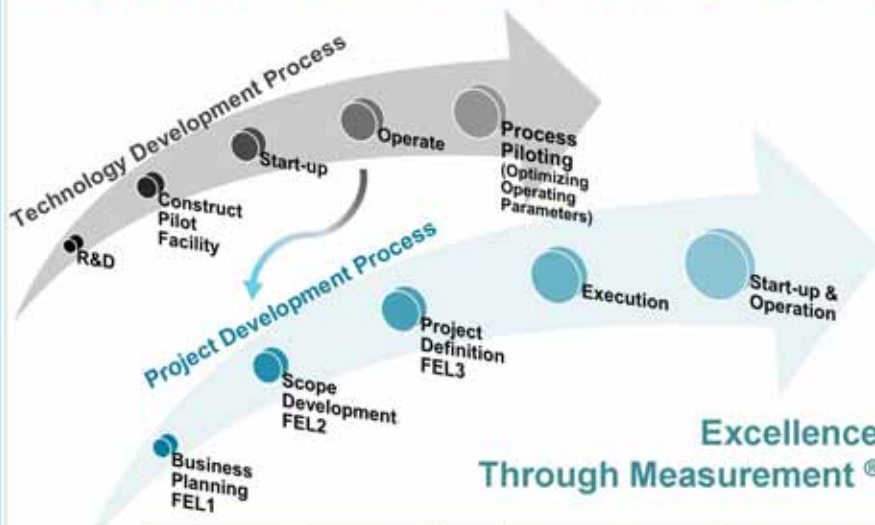 Technology Development Process
R&D
Construct
Pilot
Facility
Start-up
Operate
Process
Piloting
(Optimizing
Operating
Parameters)
Project Development Process
Business
Planning
FEL1
Scope
Development
FEL2
Project
Definition
FEL3
Execution
Start-up &
Operation
Excellence
Through Measurement ®